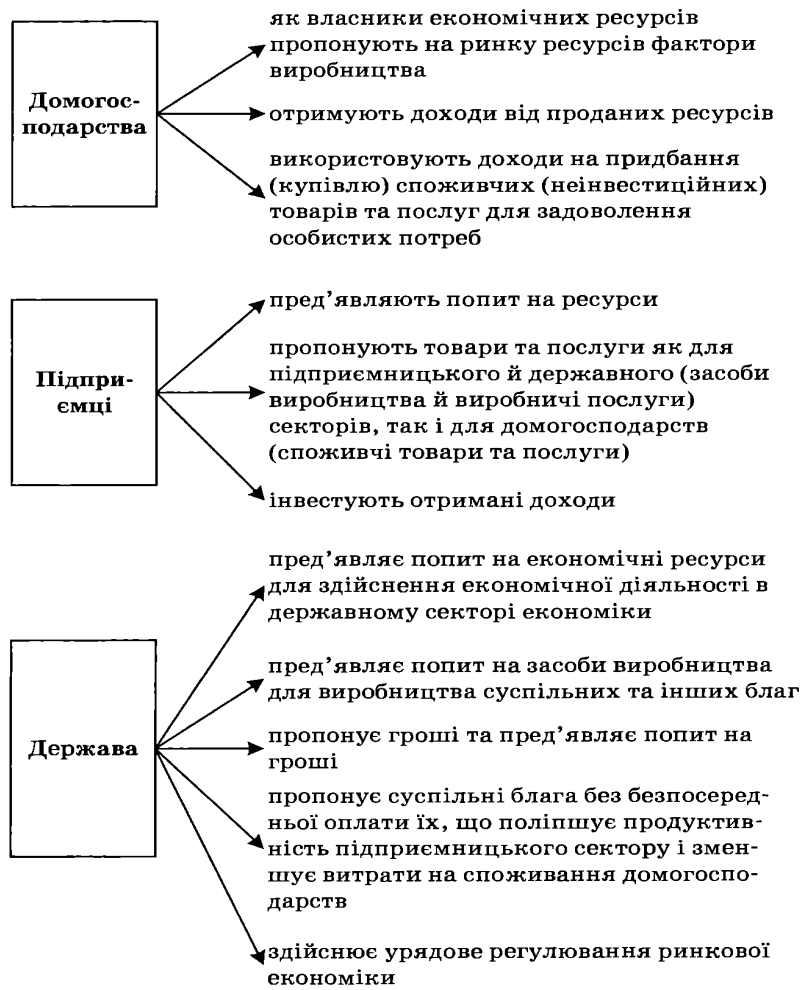 Домогос-
подарства
як власники економічних ресурсів
пропонують на ринку ресурсів фактори
виробництва
отримують доходи від проданих ресурсів
використовують доходи на придбання
(купівлю) споживчих (неінвестиційних)
товарів та послуг для задоволення
особистих потреб
Підпри-
ємці
пред’являють попит на ресурси
пропонують товари та послуги як для
підприємницького й державного (засоби
виробництва й виробничі послуги)
секторів, так і для домогосподарств
(споживчі товари та послуги)
інвестують отримані доходи
Держава
пред’являє попит на економічні ресурси
для здійснення економічної діяльності в
державному секторі економіки
пред’являє попит на засоби виробництва
для виробництва суспільних та інших благ
пропонує гроші та пред’являє попит на
гроші
пропонує суспільні блага без безпосеред-
ньої оплати їх, що поліпшує продуктив-
ність підприємницького сектору і змен-
шує витрати на споживання домогоспо-
дарств
здійснює урядове регулювання ринкової
економіки